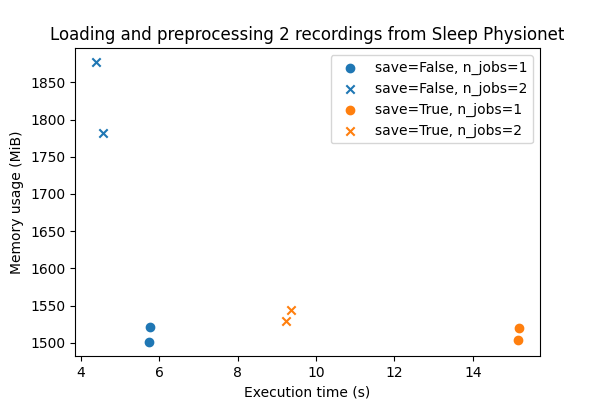 Loading and preprocessing 2 recordings from Sleep Physionet
save=False, n_jobs=1
save=False, n_jobs=2
save=True, n_jobs=1
save=True, n_jobs=2
Memory usage (MiB)
1850
1800
1750
1700
1650
1600
1550
1500
4 6 8 10 12 14
Execution time (s)